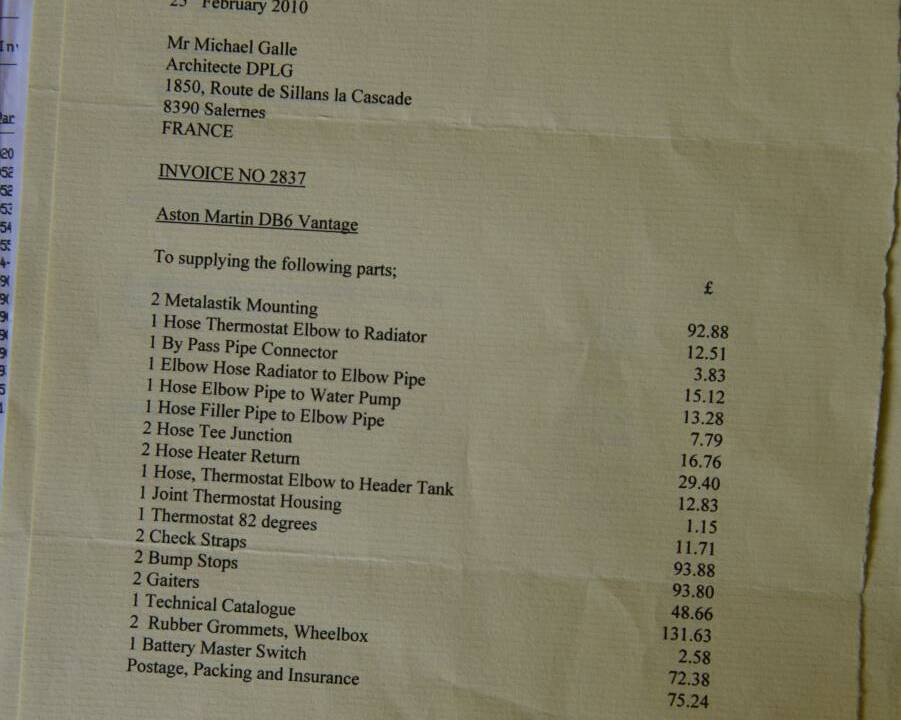 February 2010
Mr Michael Galle
Architecte DPLG
1850, Route de Sillans la Cascade
8390 Salernes
FRANCE
INVOICE NO 2837
Aston Martin DB6 Vantage
To supplying the following parts;
£
2 Metalastik Mounting 92.88
1 Hose Thermostat Elbow to Radiator 12.51
1 By Pass Pipe Connector 3.83
1 Elbow Hose Radiator to Elbow Pipe 15.12
1 Hose Elbow Pipe to Water Pump 13.28
1 Hose Filler Pipe to Elbow Pipe 7.79
2 Hose Tee Junction 16.76
2 Hose Heater Return 29.40
1 Hose, Thermostat Elbow to Header Tank 12.83
1 Joint Thermostat Housing 1.15
1 Thermostat 82 degrees 11.71
2 Check Straps 93.88
2 Bump Stops 93.80
2 Gaiters 48.66
1 Technical Catalogue 131.63
2 Rubber Grommets, Wheelbox 2.58
1 Battery Master Switch 72.38
Postage, Packing and Insurance 75.24